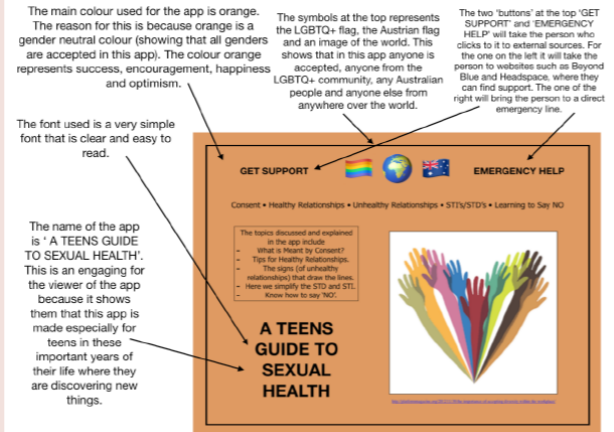 The main colour used for the app is orange.
The reason for this is because orange is a
gender neutral colour (showing that all genders
are accepted in this app). The colour orange
represents success, encouragement, happiness
and optimism.
The symbols at the top represents
the LGBTQ+ flag, the Austrian flag
and an image of the world. This
shows that in this app anyone is
accepted, anyone from the
LGBTQ+ community, any Australian
people and anyone else from
anywhere over the world.
The two 'buttons' at the top 'GET
SUPPORT' and 'EMERGENCY
HELP' will take the person who
clicks to it to external sources. For
the one on the left it will take the
person to websites such as Beyond
Blue and Headspace, where they
can find support. The one of the
right will bring the person to a direct
emergency line.
The font used is a very simple
font that is clear and easy to
read.
The name of the app
is ' A TEENS GUIDE
TO SEXUAL HEALTH'.
This is an engaging for
the viewer of the app
because it shows
them that this app is
made especially for
teens in these
important years of
their life where they
are discovering new
things.
GET SUPPORT
EMERGENCY HELP
Consent • Healthy Relationships • Unhealthy Relationships • STI's/STD's • Learning to Say NO
The topics discussed and explained
in the app include
- What is Meant by Consent?
- Tips for Healthy Relationships.
- The signs (of unhealthy
relationships) that draw the lines.
- Here we simplify the STD and STI.
- Know how to say 'NO'.
A TEENS
GUIDE TO
SEXUAL
HEALTH